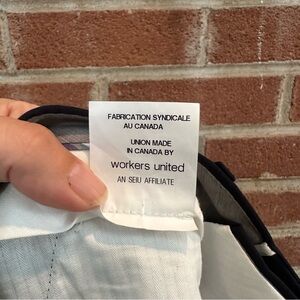 FABRICATION SYNDICALE
AU CANADA
UNION MADE
IN CANADA BY
workers united
AN SEIU AFFILIATE